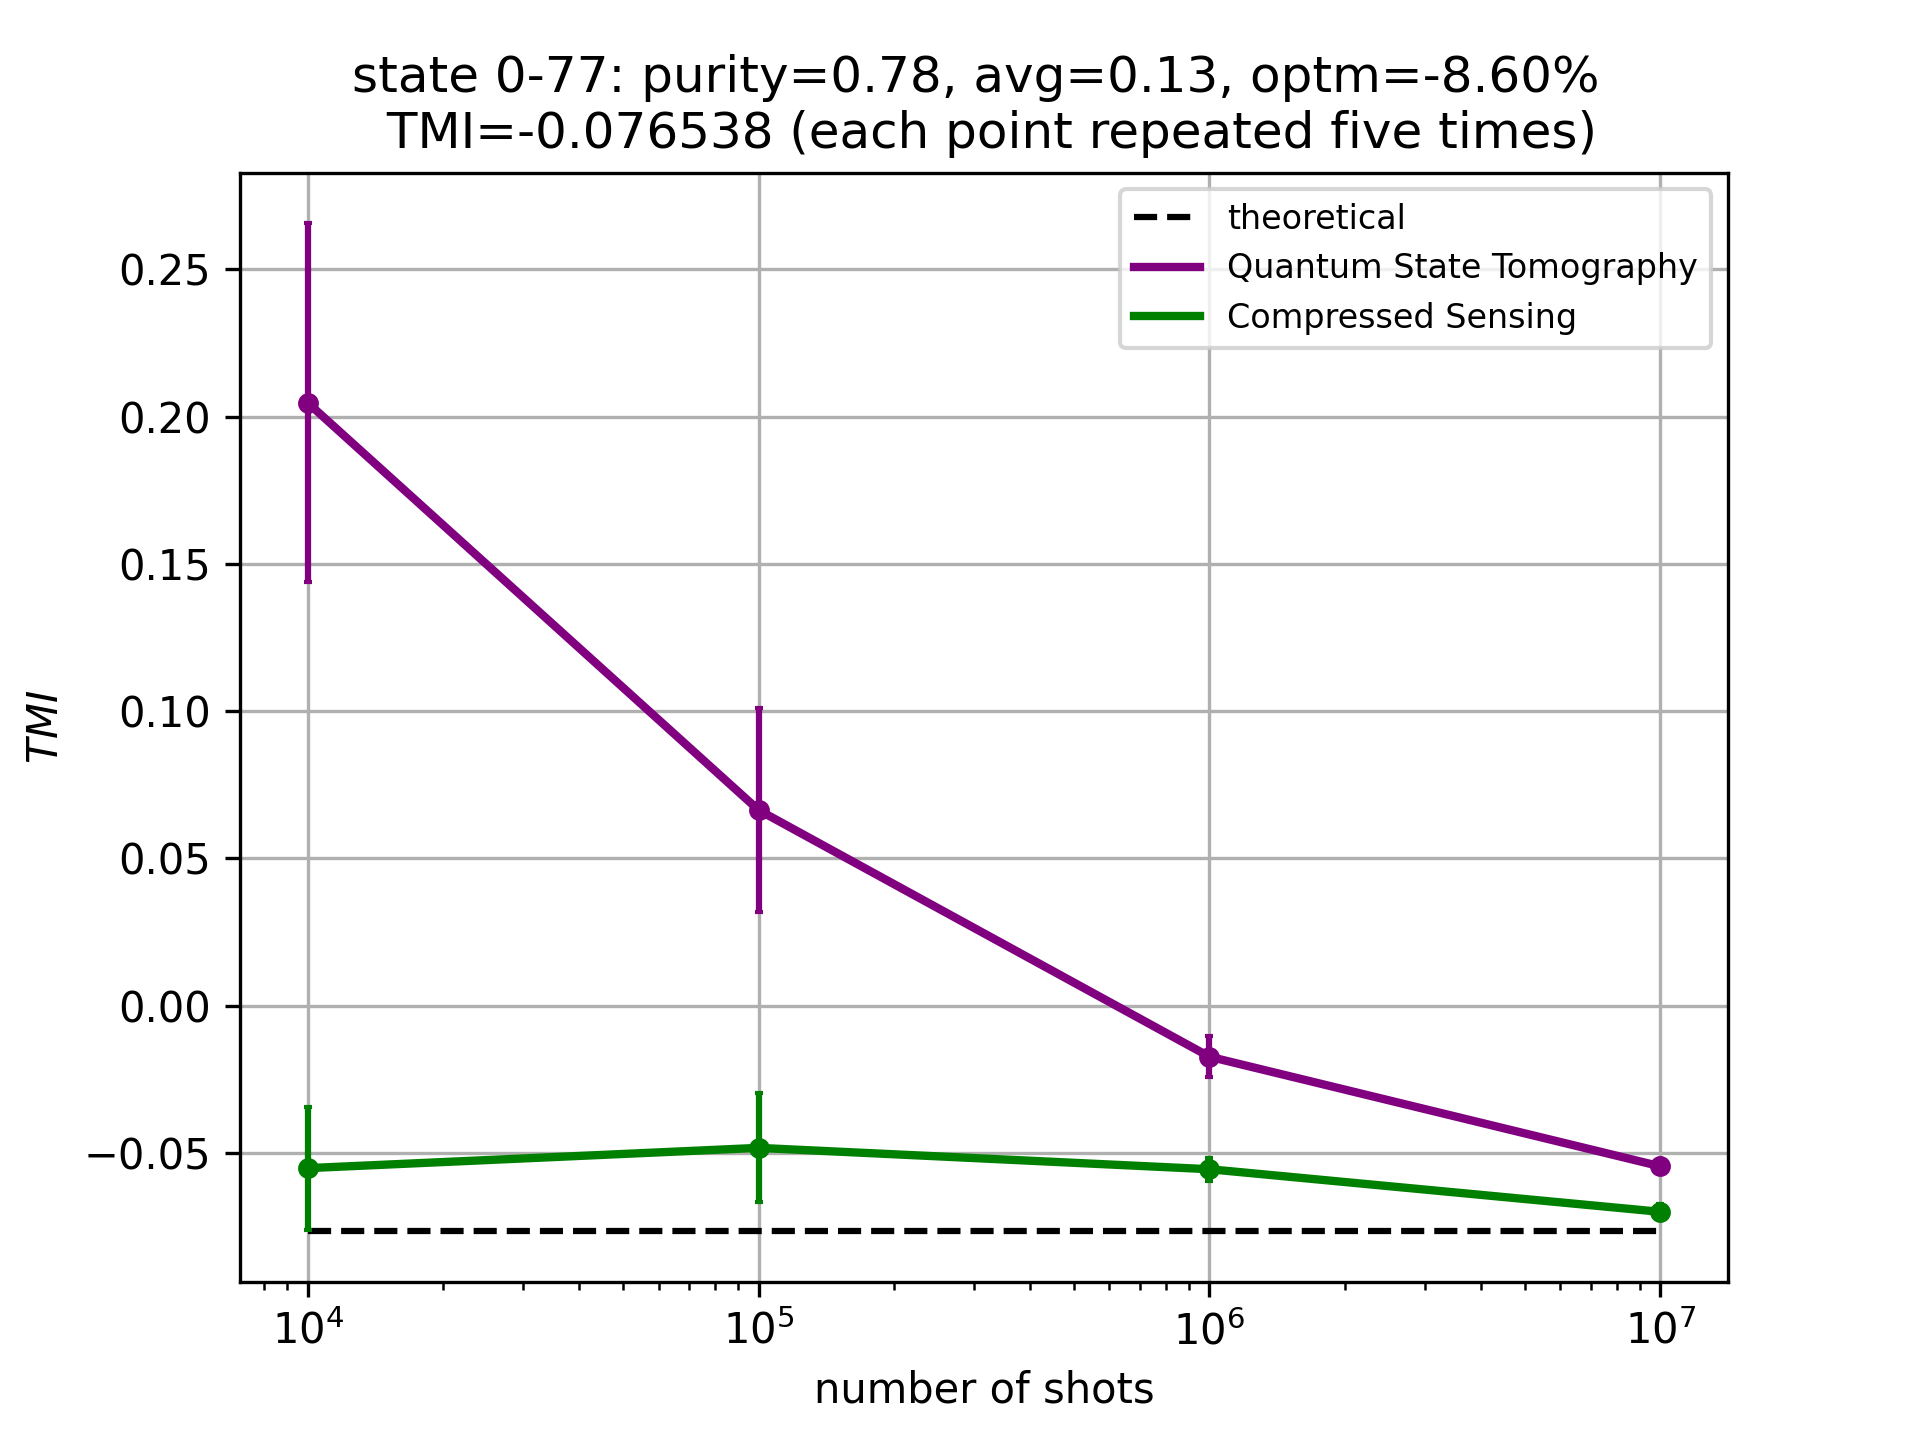 state 0-77: purity=0.78, avg=0.13, optm=-8.60%
TMI=-0.076538 (each point repeated five times)
theoretical
Quantum State Tomography
Compressed Sensing
0.25
0.20
0.15
0.10
0.05
0.00
−0.05
TMI
10⁴ 10⁵ 10⁶ 10⁷
number of shots